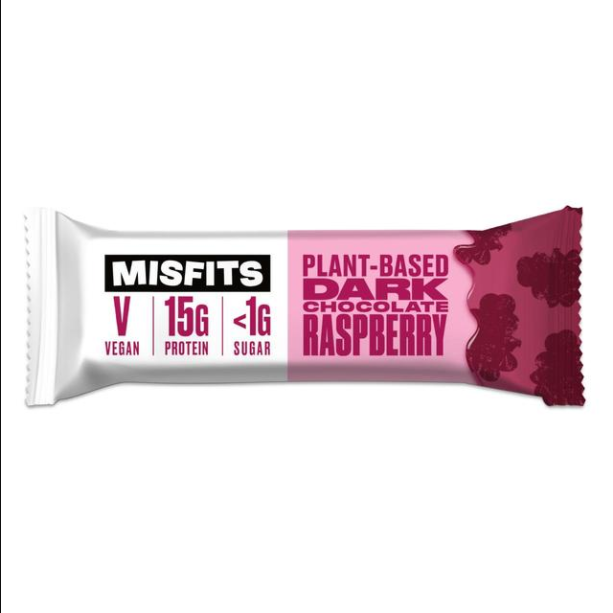 MISFITS
V
VEGAN
15G
PROTEIN
<1G
SUGAR
PLANT-BASED
DARK
CHOCOLATE
RASPBERRY